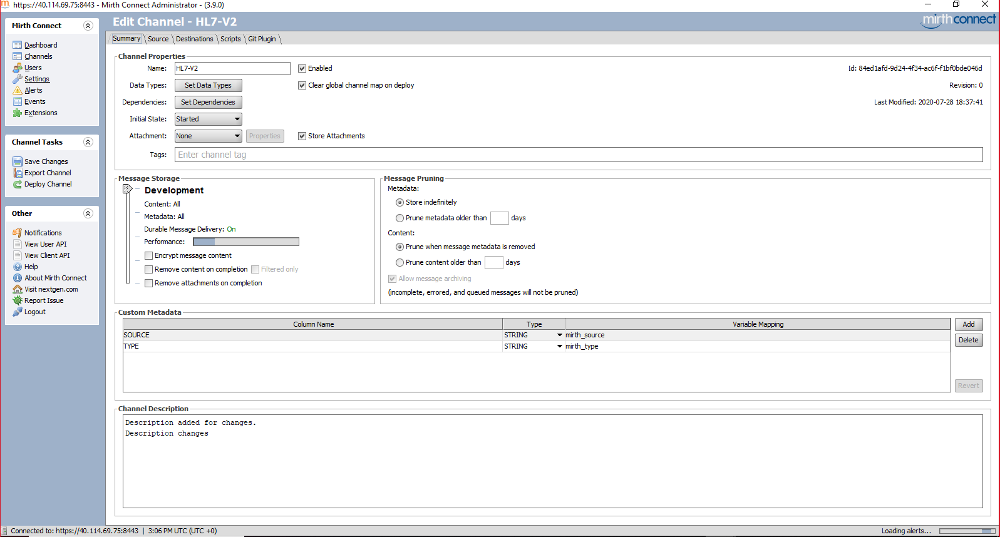 https://40.114.69.75:8443 - Mirth Connect Administrator - (3.9.0)
Mirth Connect
Dashboard
Channels
Users
Settings
Alerts
Events
Extensions
Channel Tasks
Save Changes
Export Channel
Deploy Channel
Other
Notifications
View User API
View Client API
Help
About Mirth Connect
Visit nextgen.com
Report Issue
Logout
Edit Channel - HL7-V2
mirthconnect
Summary Source Destinations Scripts Git Plugin
Channel Properties
Name: HL7-V2 Enabled Id: 84ed1afd-9d24-4f34-ac6f-f1bf0bde046d
Data Types: Set Data Types Clear global channel map on deploy Revision: 0
Dependencies: Set Dependencies Last Modified: 2020-07-28 18:37:41
Initial State: Started
Attachment: None Properties Store Attachments
Tags: Enter channel tag
Message Storage
Development
Content: All
Metadata: All
Durable Message Delivery: On
Performance:
Encrypt message content
Remove content on completion Filtered only
Remove attachments on completion
Message Pruning
Metadata:
Store indefinitely
Prune metadata older than days
Content:
Prune when message metadata is removed
Prune content older than days
Allow message archiving
(incomplete, errored, and queued messages will not be pruned)
Custom Metadata
Column Name Type Variable Mapping
SOURCE STRING mirth_source
TYPE STRING mirth_type
Add
Delete
Revert
Channel Description
Description added for changes.
Description changes
Connected to: https://40.114.69.75:8443 | 3:06 PM UTC (UTC +0) Loading alerts...